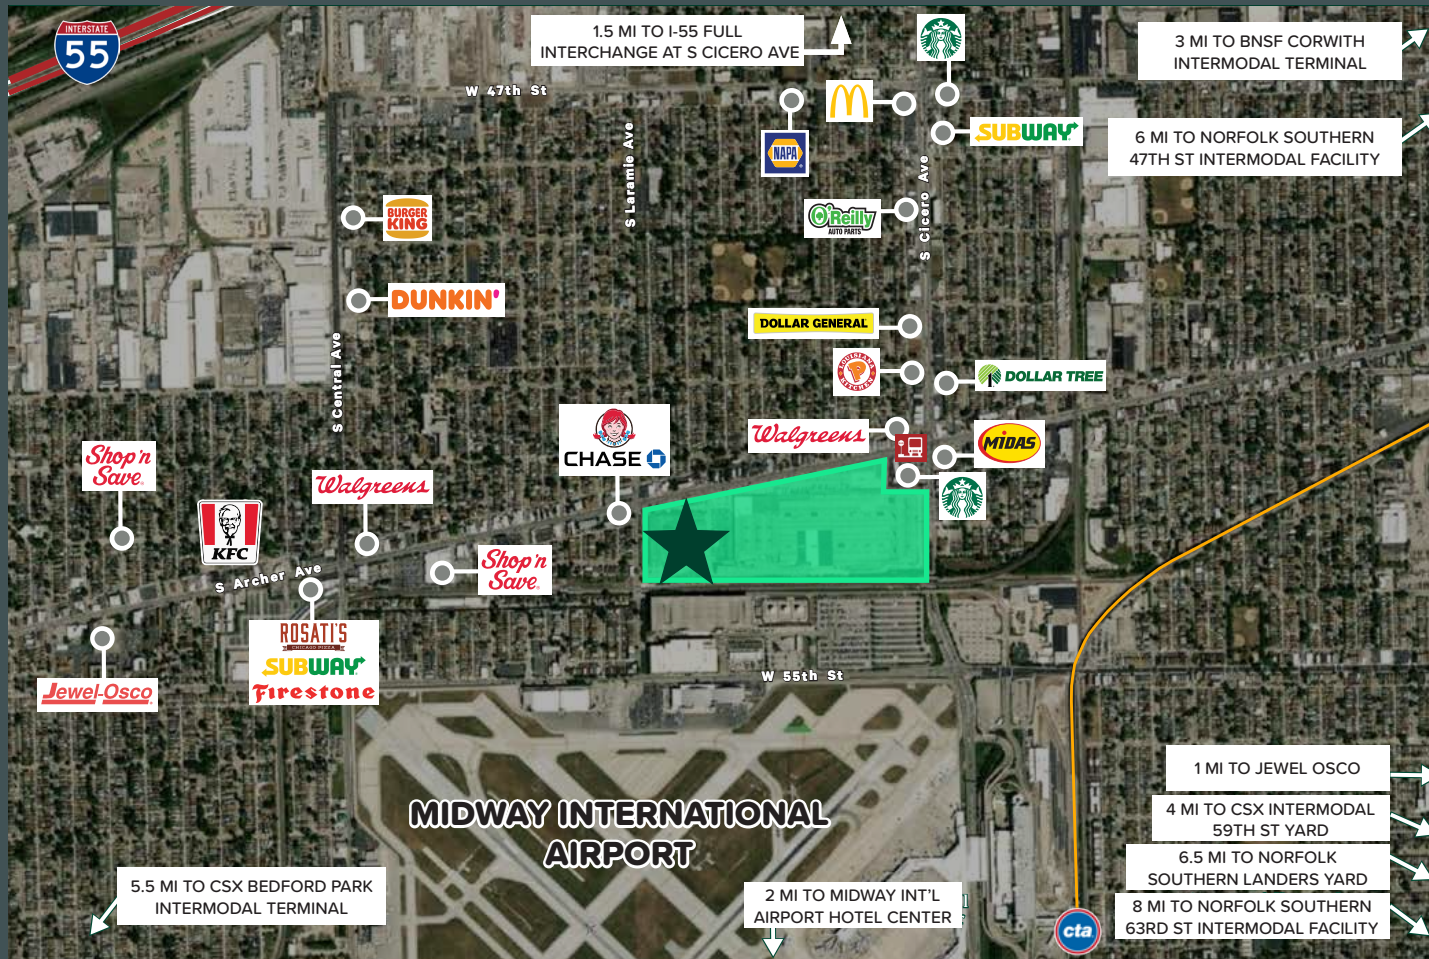 INTERSTATE
55
1.5 MI TO I-55 FULL
INTERCHANGE AT S CICERO AVE
3 MI TO BNSF CORWITH
INTERMODAL TERMINAL
6 MI TO NORFOLK SOUTHERN
47TH ST INTERMODAL FACILITY
W 47th St
NAPA
SUBWAY
S Laramie Ave
S Cicero Ave
O'Reilly
AUTO PARTS
BURGER
KING
DUNKIN'
S Central Ave
DOLLAR GENERAL
LOUISIANA
KITCHEN
DOLLAR TREE
Walgreens
MIDAS
CHASE
Shop'n
Save
Walgreens
KFC
S Archer Ave
Shop'n
Save
ROSATI'S
CHICAGO PIZZA
SUBWAY
Firestone
Jewel-Osco
W 55th St
MIDWAY INTERNATIONAL
AIRPORT
1 MI TO JEWEL OSCO
4 MI TO CSX INTERMODAL
59TH ST YARD
6.5 MI TO NORFOLK
SOUTHERN LANDERS YARD
8 MI TO NORFOLK SOUTHERN
63RD ST INTERMODAL FACILITY
5.5 MI TO CSX BEDFORD PARK
INTERMODAL TERMINAL
2 MI TO MIDWAY INT'L
AIRPORT HOTEL CENTER
cta